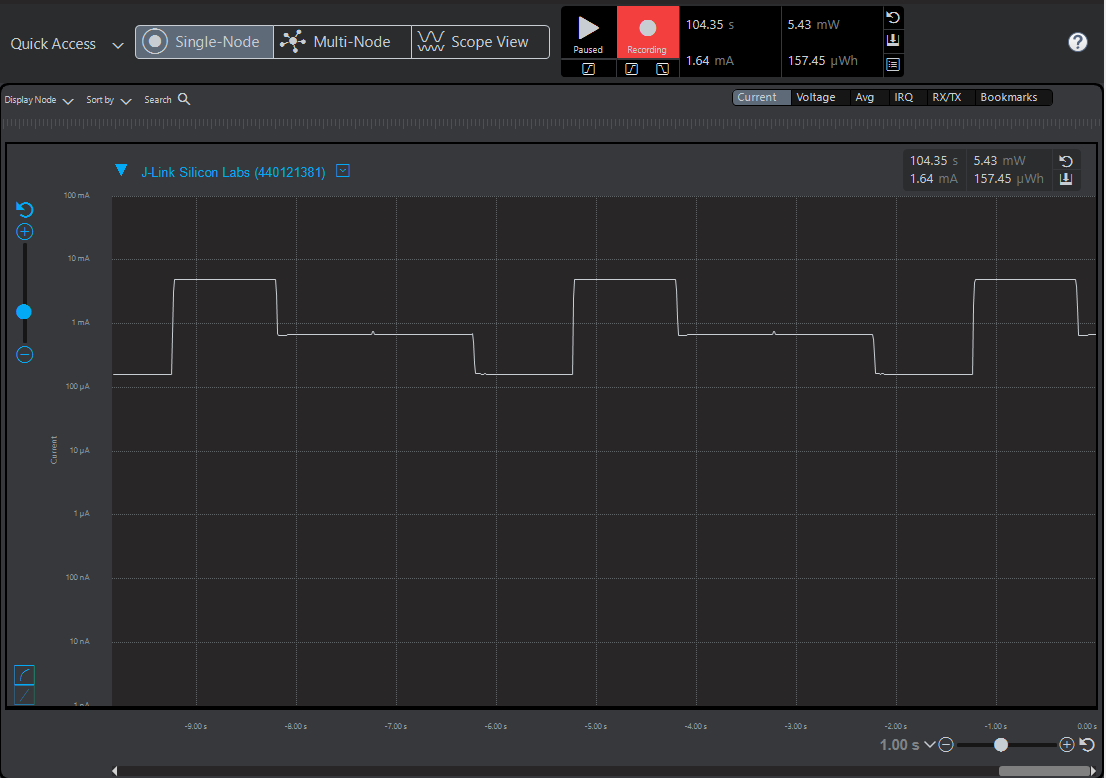 Quick Access Single-Node Multi-Node Scope View
Paused Recording
104.35 s 5.43 mW
1.64 mA 157.45 µWh
Display Node Sort by Search
Current Voltage Avg IRQ RX/TX Bookmarks
J-Link Silicon Labs (440121381)
104.35 s 5.43 mW
1.64 mA 157.45 µWh
100 mA
10 mA
1 mA
100 µA
10 µA
1 µA
100 nA
10 nA
1 nA
Current
-9.00 s -8.00 s -7.00 s -6.00 s -5.00 s -4.00 s -3.00 s -2.00 s -1.00 s 0.00 s
1.00 s